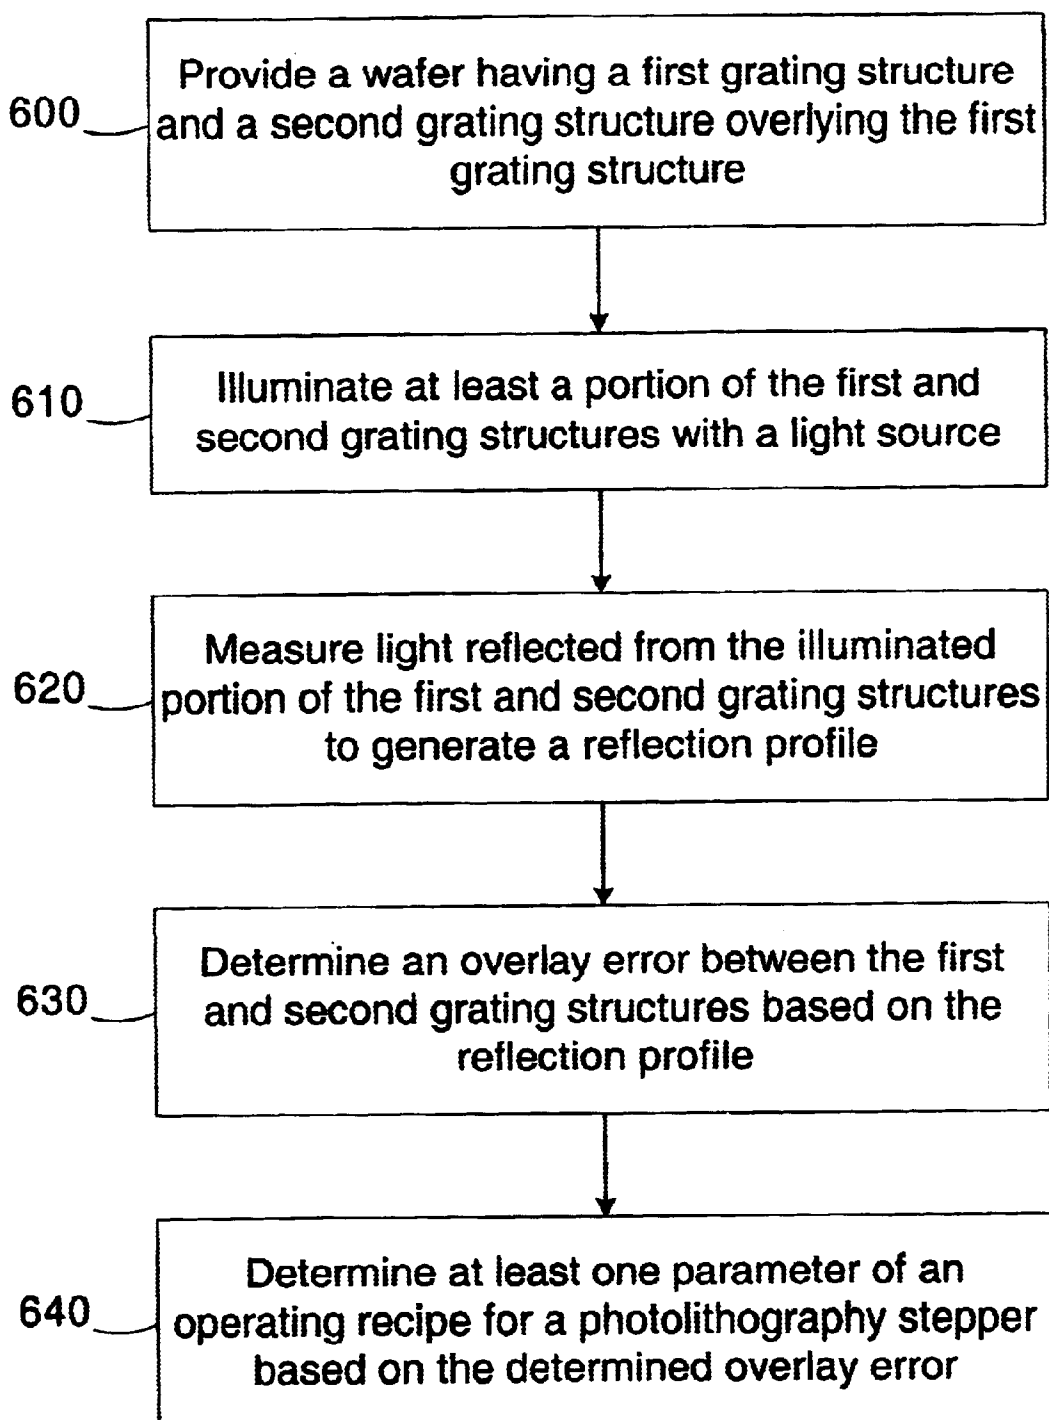 600
Provide a wafer having a first grating structure
and a second grating structure overlying the first
grating structure
610
Illuminate at least a portion of the first and
second grating structures with a light source
620
Measure light reflected from the illuminated
portion of the first and second grating structures
to generate a reflection profile
630
Determine an overlay error between the first
and second grating structures based on the
reflection profile
640
Determine at least one parameter of an
operating recipe for a photolithography stepper
based on the determined overlay error